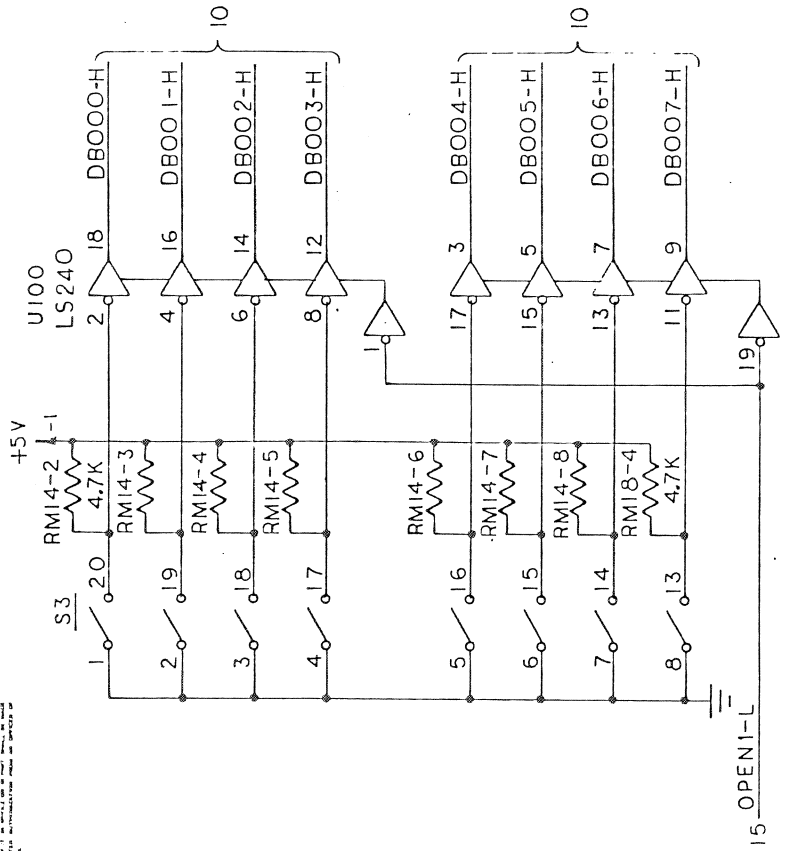 U100
LS240
+5V
-1
S3
1
20
RM14-2
4.7K
2
18
DB000-H
2
19
RM14-3
4
16
DB001-H
3
18
RM14-4
6
14
DB002-H
4
17
RM14-5
8
12
DB003-H
10
1
5
16
RM14-6
17
3
DB004-H
6
15
RM14-7
15
5
DB005-H
7
14
RM14-8
13
7
DB006-H
8
13
RM18-4
4.7K
11
9
DB007-H
10
19
15
OPEN1-L